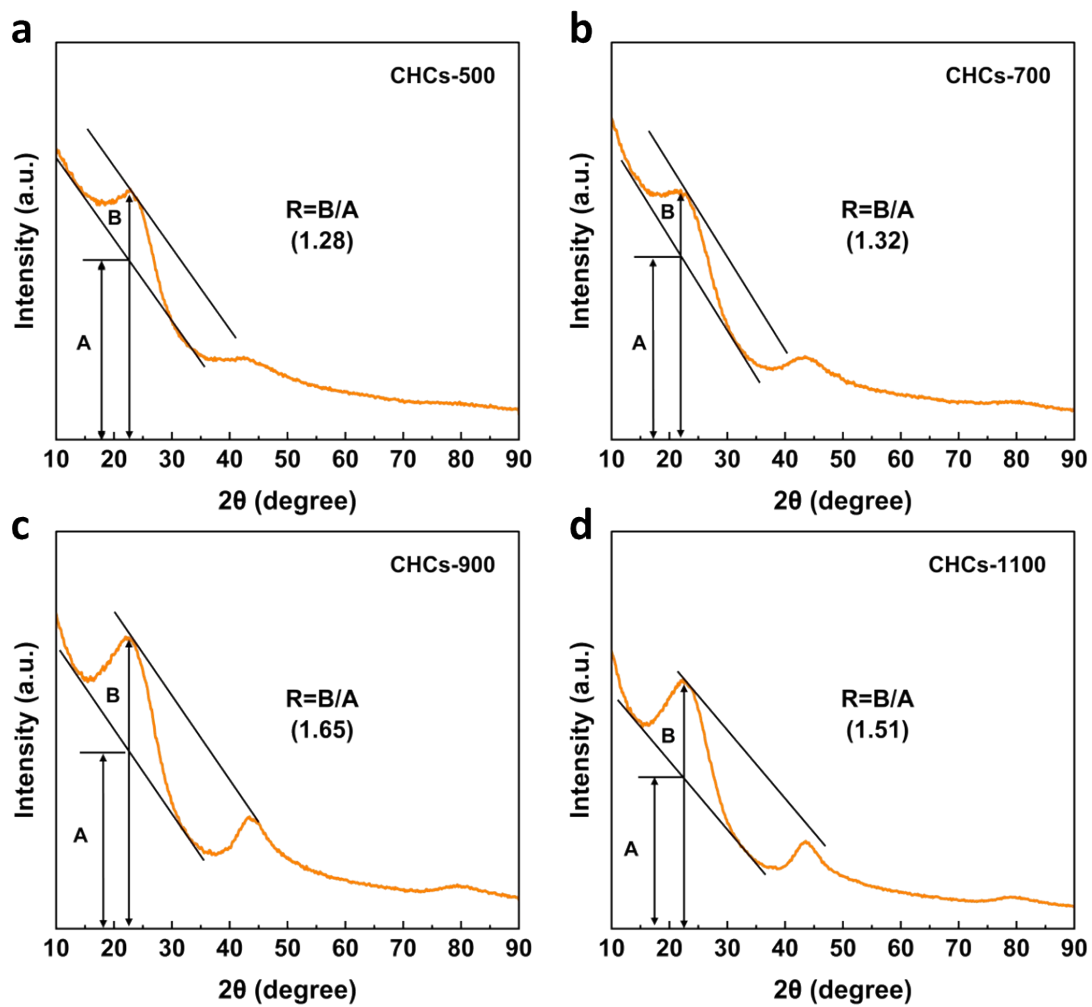 a
CHCs-500
Intensity (a.u.)
B
R=B/A
(1.28)
A
10 20 30 40 50 60 70 80 90
2θ (degree)
b
CHCs-700
Intensity (a.u.)
B
R=B/A
(1.32)
A
10 20 30 40 50 60 70 80 90
2θ (degree)
c
CHCs-900
Intensity (a.u.)
B
R=B/A
(1.65)
A
10 20 30 40 50 60 70 80 90
2θ (degree)
d
CHCs-1100
Intensity (a.u.)
B
R=B/A
(1.51)
A
10 20 30 40 50 60 70 80 90
2θ (degree)